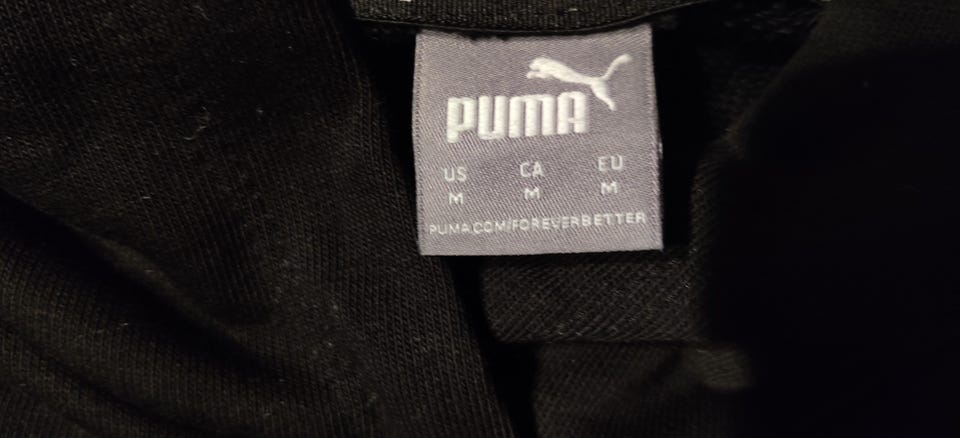 PUMA
US CA EU
M M M
PUMA.COM/FOREVERBETTER